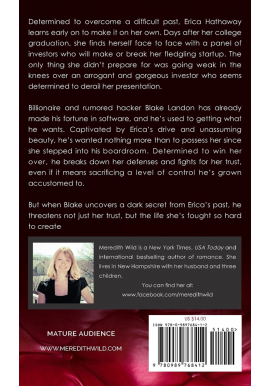 Determined to overcome a difficult past, Erica Hathaway
learns early on to make it on her own. Days after her college
graduation, she finds herself face to face with a panel of
investors who will make or break her fledgling startup. The
only thing she didn't prepare for was going weak in the
knees over an arrogant and gorgeous investor who seems
determined to derail her presentation.
Billionaire and rumored hacker Blake Landon has already
made his fortune in software, and he's used to getting what
he wants. Captivated by Erica's drive and unassuming
beauty, he's wanted nothing more than to possess her since
she stepped into his boardroom. Determined to win her
over, he breaks down her defenses and fights for her trust,
even if it means sacrificing a level of control he's grown
accustomed to.
But when Blake uncovers a dark secret from Erica's past, he
threatens not just her trust, but the life she's fought so hard
to create
Meredith Wild is a New York Times, USA Today and
international bestselling author of romance. She
lives in New Hampshire with her husband and three
children.
You can find her at:
www.facebook.com/meredithwild
US $14.00
51400
9 780989 768412
MATURE AUDIENCE
WWW.MEREDITHWILD.COM